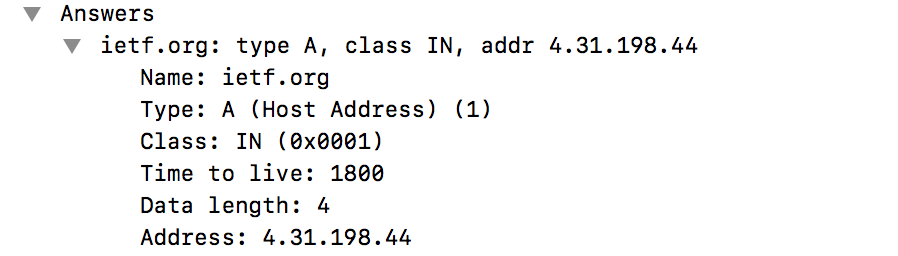 Answers
ietf.org: type A, class IN, addr 4.31.198.44
Name: ietf.org
Type: A (Host Address) (1)
Class: IN (0x0001)
Time to live: 1800
Data length: 4
Address: 4.31.198.44